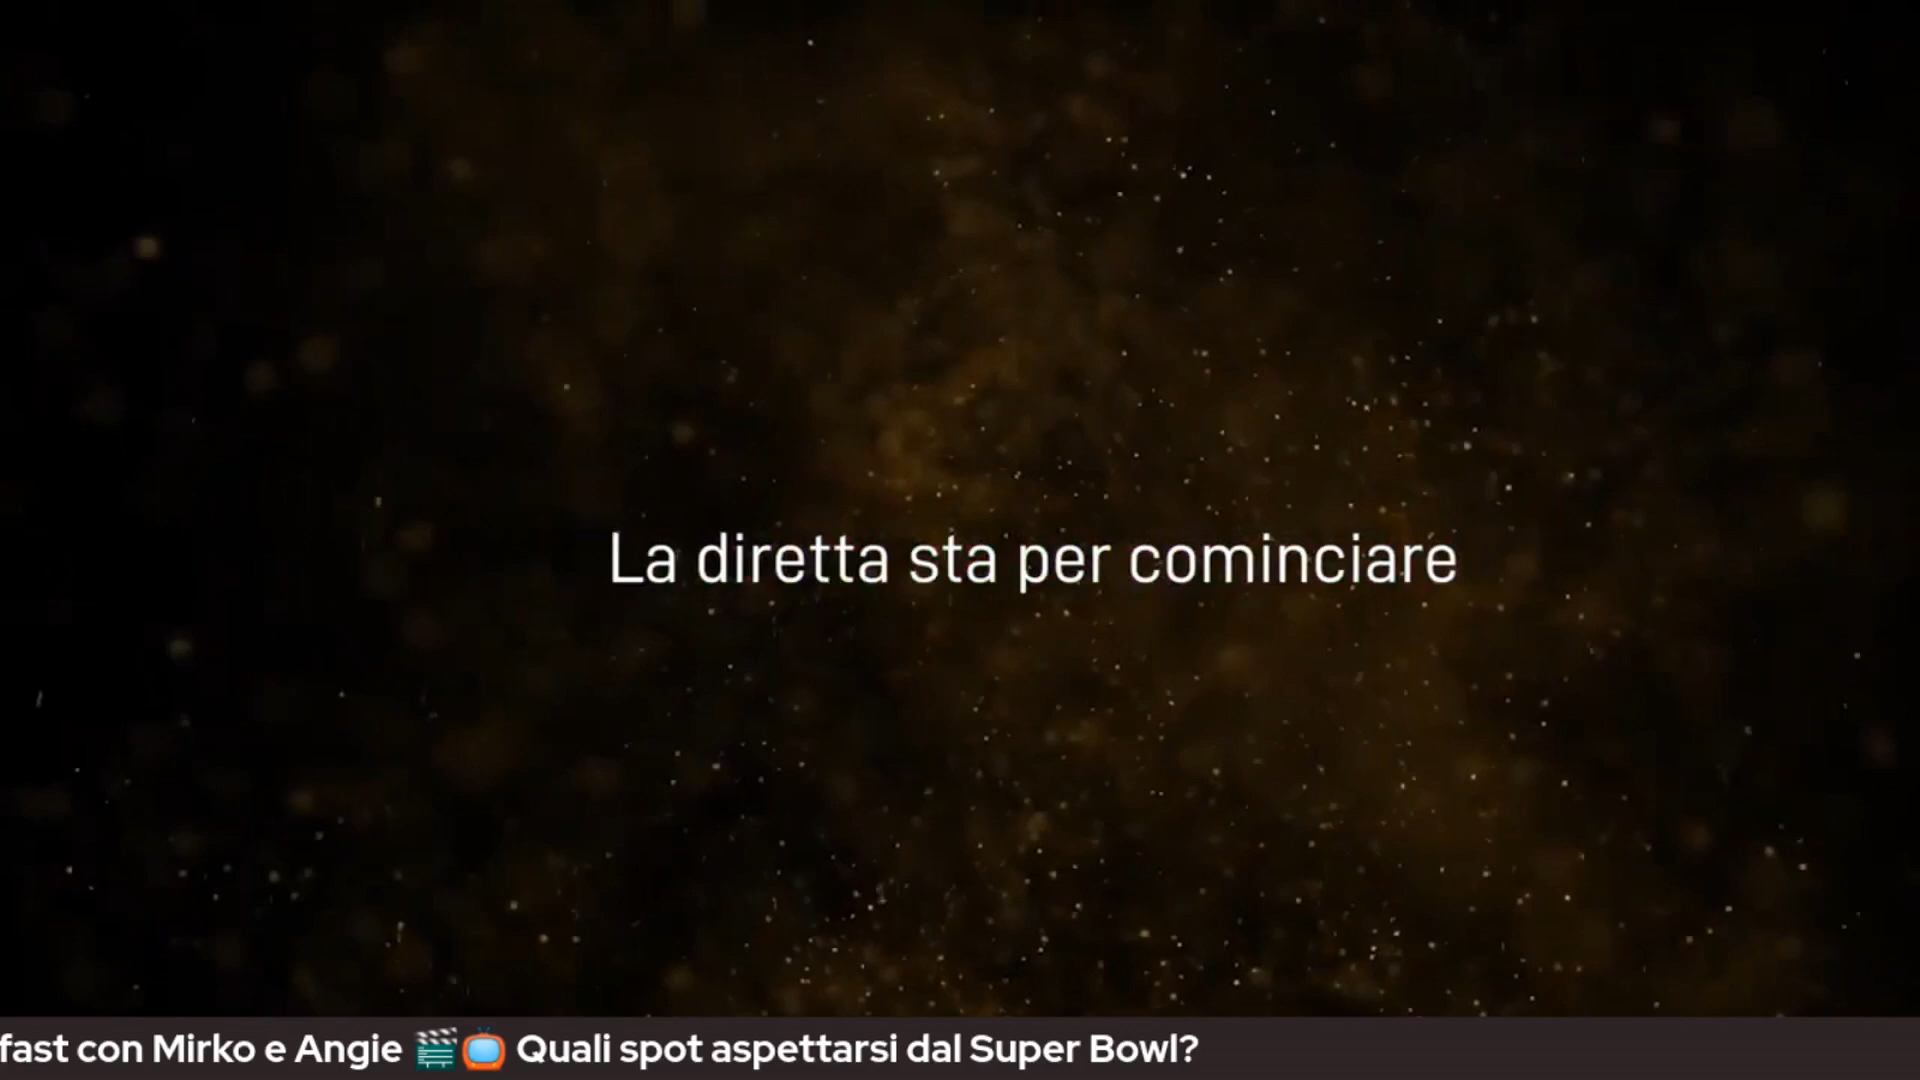 La diretta sta per cominciare
fast con Mirko e Angie 🎬📺 Quali spot aspettarsi dal Super Bowl?